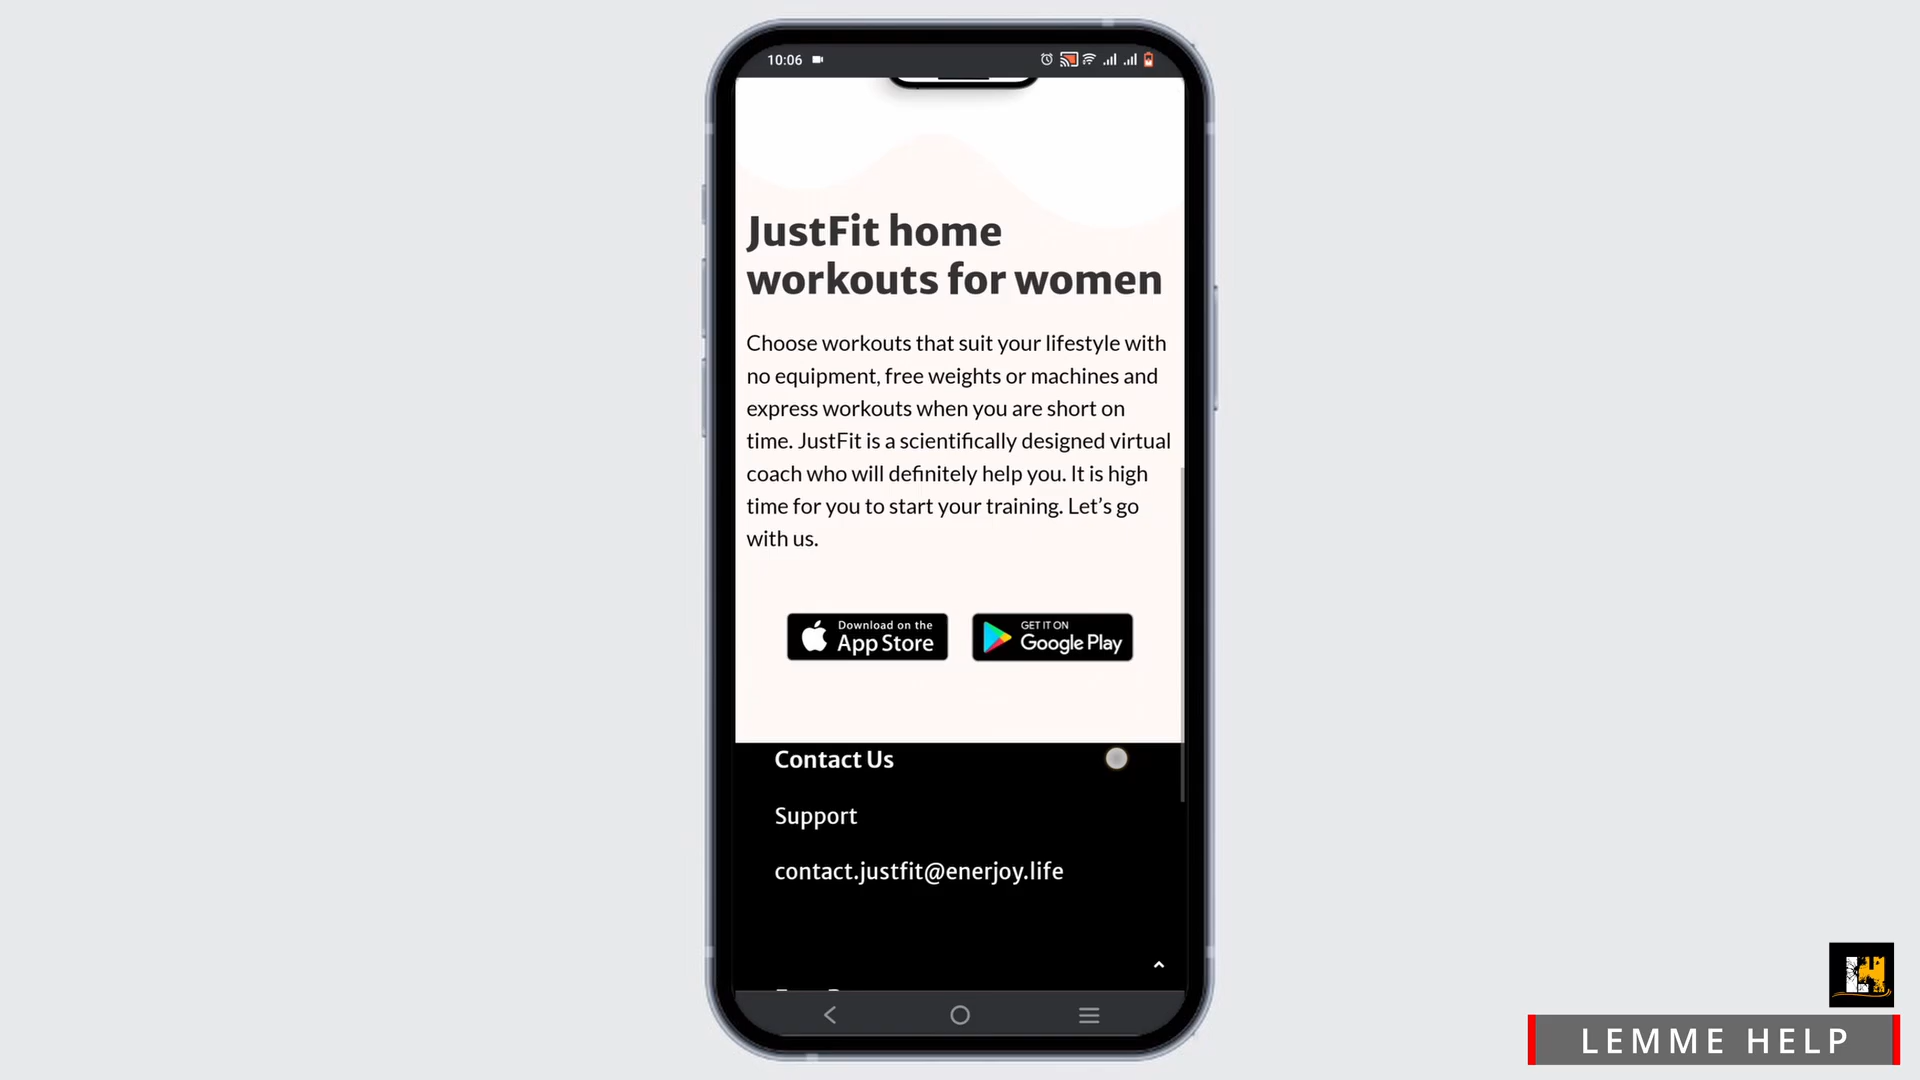 10:06
JustFit home
workouts for women
Choose workouts that suit your lifestyle with
no equipment, free weights or machines and
express workouts when you are short on
time. JustFit is a scientifically designed virtual
coach who will definitely help you. It is high
time for you to start your training. Let’s go
with us.
Download on the
App Store
GET IT ON
Google Play
Contact Us
Support
contact.justfit@enerjoy.life
LEMME HELP